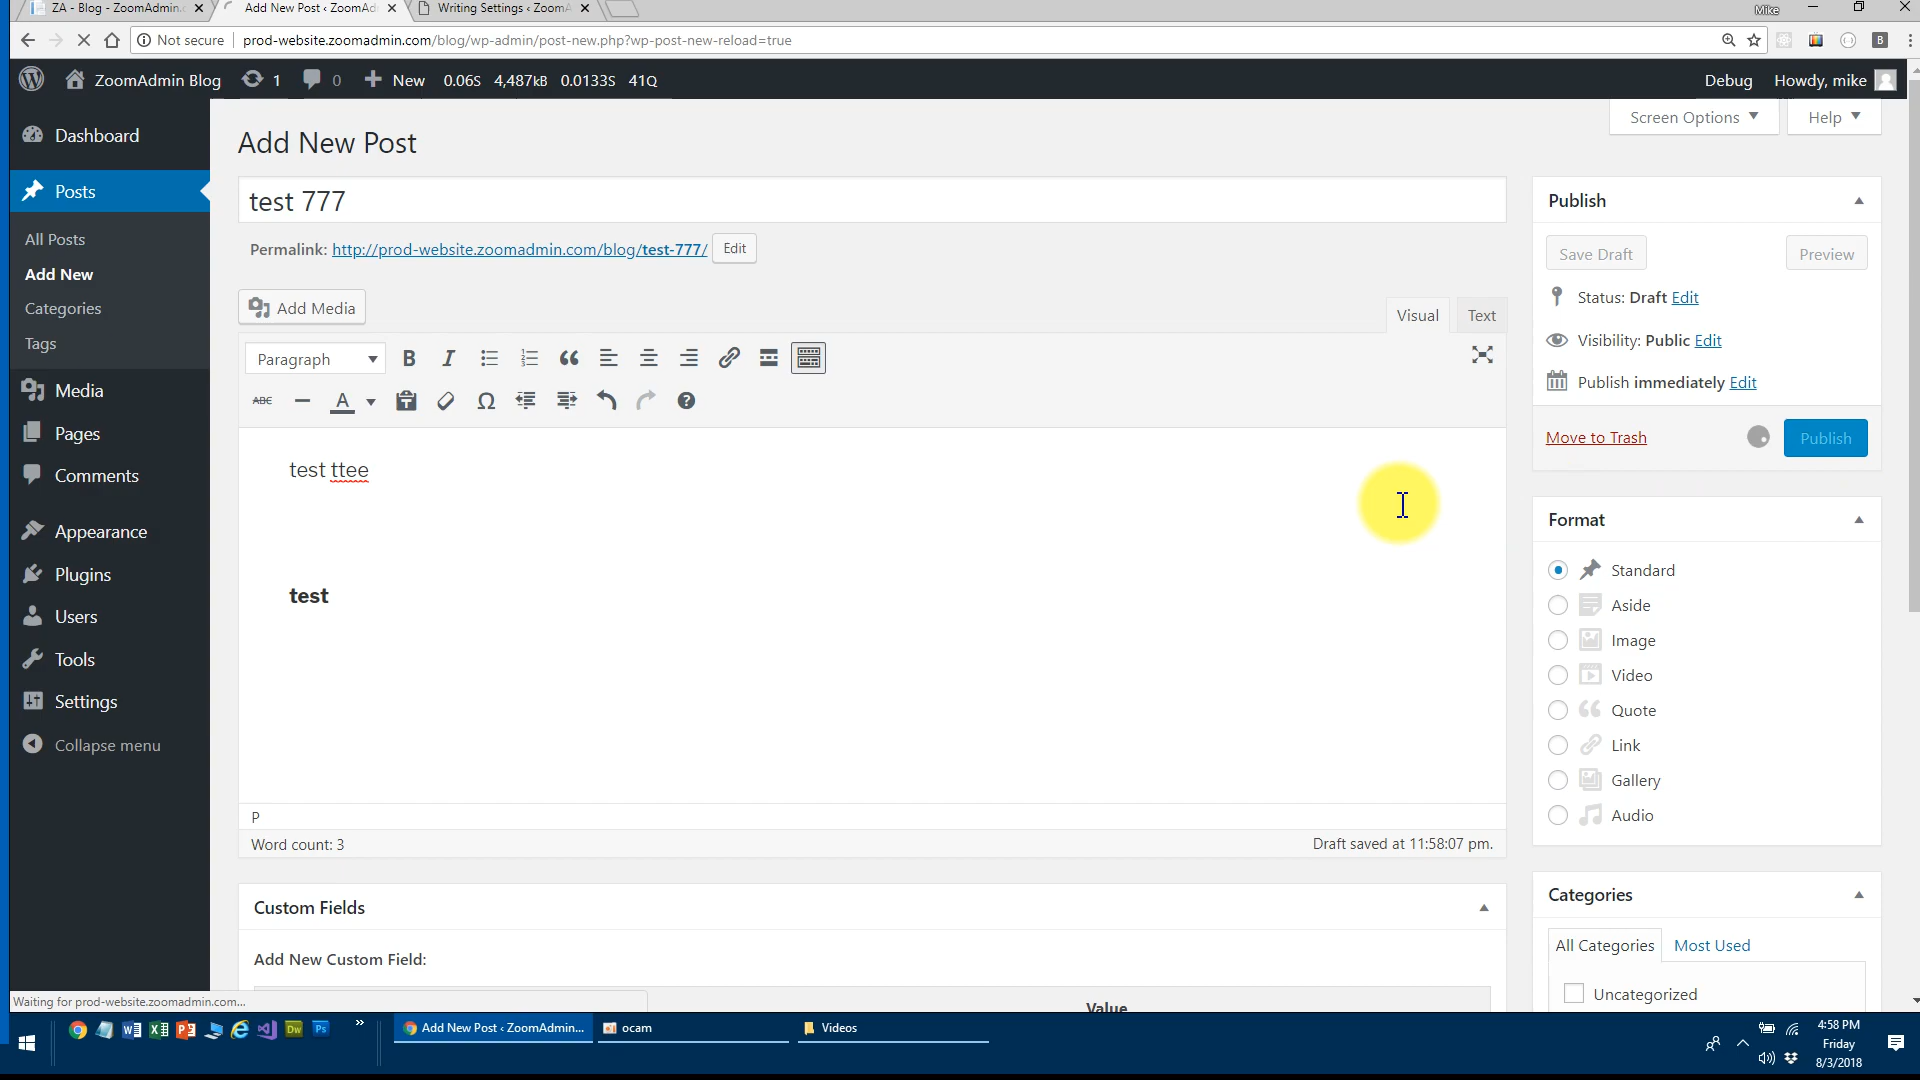 ZA - Blog - ZoomAdmin.
Add New Post ‹ ZoomAd
Writing Settings ‹ ZoomA
Mike
Not secure
prod-website.zoomadmin.com/blog/wp-admin/post-new.php?wp-post-new-reload=true
B
ZoomAdmin Blog
1
0
New
0.06S 4,487KB 0.0133S 41Q
Debug
Howdy, mike
Dashboard
Posts
All Posts
Add New
Categories
Tags
Media
Pages
Comments
Appearance
Plugins
Users
Tools
Settings
Collapse menu
Add New Post
Screen Options
Help
test 777
Permalink: http://prod-website.zoomadmin.com/blog/test-777/ Edit
Add Media
Visual
Text
Paragraph
B
I
ABC
A
Ω
test ttee
test
P
Word count: 3
Draft saved at 11:58:07 pm.
Custom Fields
Add New Custom Field:
Value
Publish
Save Draft
Preview
Status: Draft Edit
Visibility: Public Edit
Publish immediately Edit
Move to Trash
Publish
Format
Standard
Aside
Image
Video
Quote
Link
Gallery
Audio
Categories
All Categories
Most Used
Uncategorized
Waiting for prod-website.zoomadmin.com...
Dw
Ps
Add New Post ‹ ZoomAdmin...
ocam
Videos
4:58 PM
Friday
8/3/2018